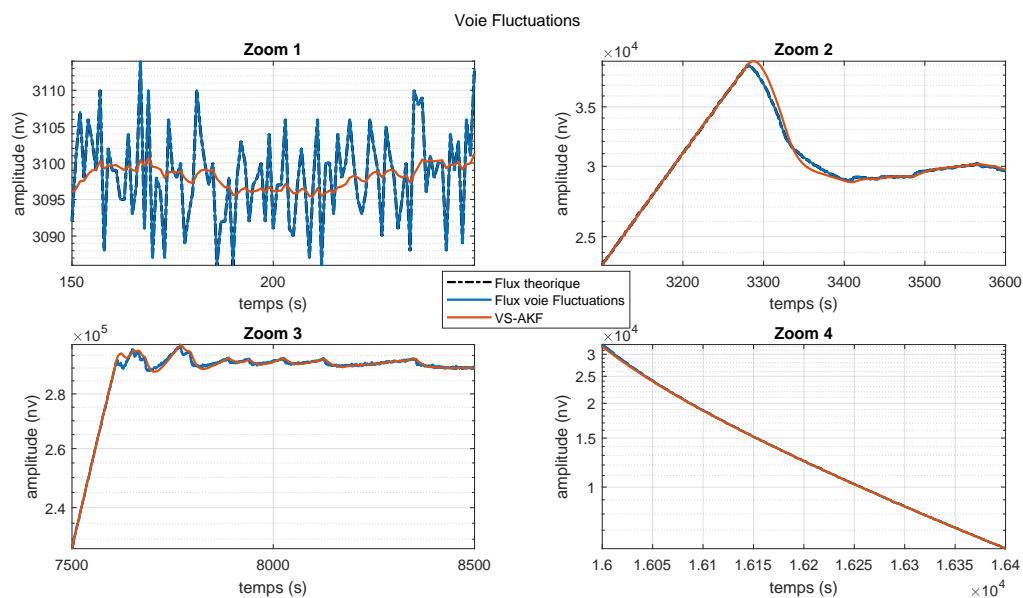 Voie Fluctuations
Zoom 1
3110
3105
3100
3095
3090
amplitude (nv)
150
200
temps (s)
Zoom 2
×10^4
3.5
3
2.5
amplitude (nv)
3200
3300
3400
3500
3600
temps (s)
Flux theorique
Flux voie Fluctuations
VS-AKF
Zoom 3
×10^5
2.8
2.6
2.4
amplitude (nv)
7500
8000
8500
temps (s)
Zoom 4
×10^4
3
2.5
2
1.5
1
amplitude (nv)
1.6
1.605
1.61
1.615
1.62
1.625
1.63
1.635
1.64
temps (s)
×10^4